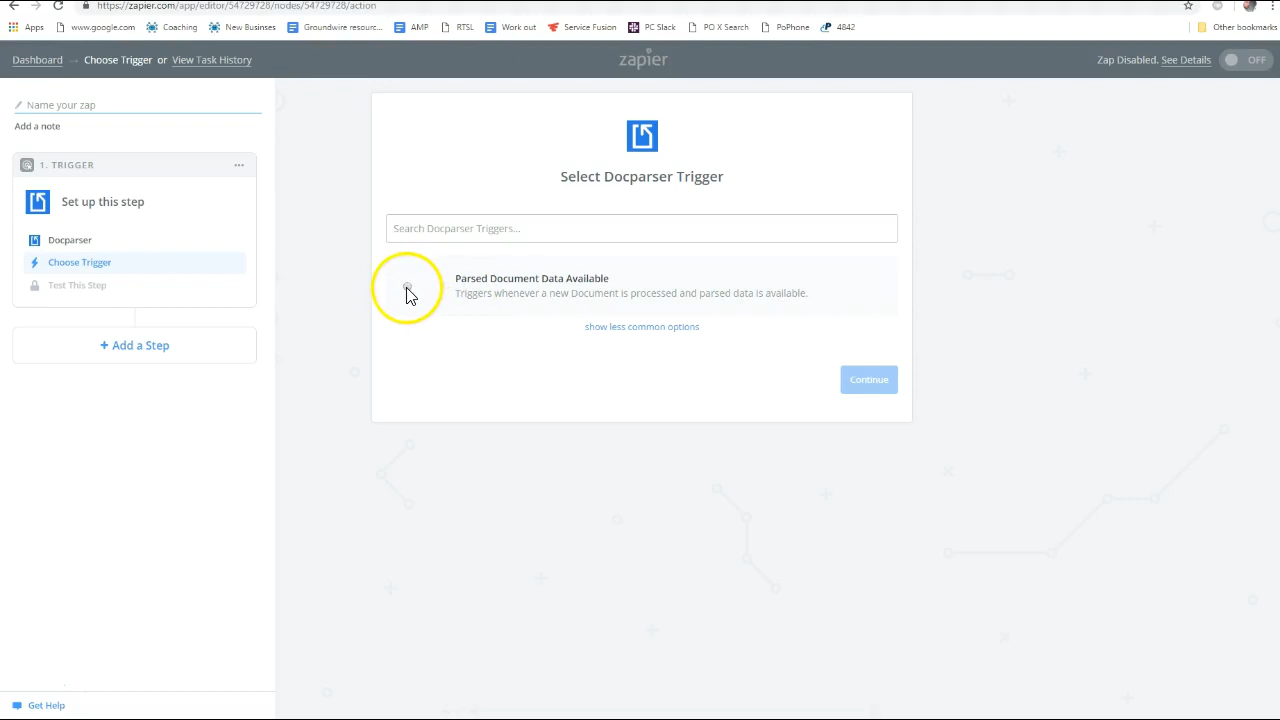 https://zapier.com/app/editor/54729728/nodes/54729728/action
Apps www.google.com Coaching New Businses Groundwire resourc... AMP RTSL Work out Service Fusion PC Slack PO X Search PoPhone 4842 Other bookmarks
Dashboard → Choose Trigger or View Task History
zapier
Zap Disabled. See Details OFF
Name your zap
Add a note
1. TRIGGER ...
Set up this step
Docparser
Choose Trigger
Test This Step
+ Add a Step
Get Help
Select Docparser Trigger
Search Docparser Triggers...
Parsed Document Data Available
Triggers whenever a new Document is processed and parsed data is available.
show less common options
Continue